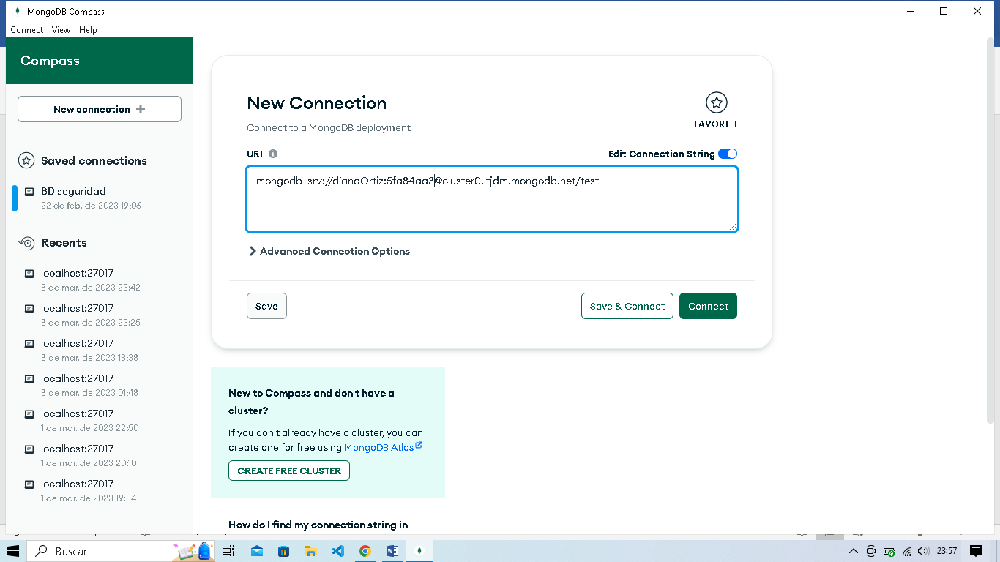 MongoDB Compass
Connect View Help
Compass
New connection
Saved connections
BD seguridad
22 de feb. de 2023 19:06
Recents
localhost:27017
8 de mar. de 2023 23:42
localhost:27017
8 de mar. de 2023 23:25
localhost:27017
8 de mar. de 2023 18:38
localhost:27017
8 de mar. de 2023 01:48
localhost:27017
1 de mar. de 2023 22:50
localhost:27017
1 de mar. de 2023 20:10
localhost:27017
1 de mar. de 2023 19:34
New Connection
FAVORITE
Connect to a MongoDB deployment
URI
Edit Connection String
mongodb+srv://dianaOrtiz:5fa84aa3@cluster0.ltjdm.mongodb.net/test
Advanced Connection Options
Save
Save & Connect
Connect
New to Compass and don't have a
cluster?
If you don't already have a cluster, you can
create one for free using MongoDB Atlas
CREATE FREE CLUSTER
How do I find my connection string in
Buscar
23:57